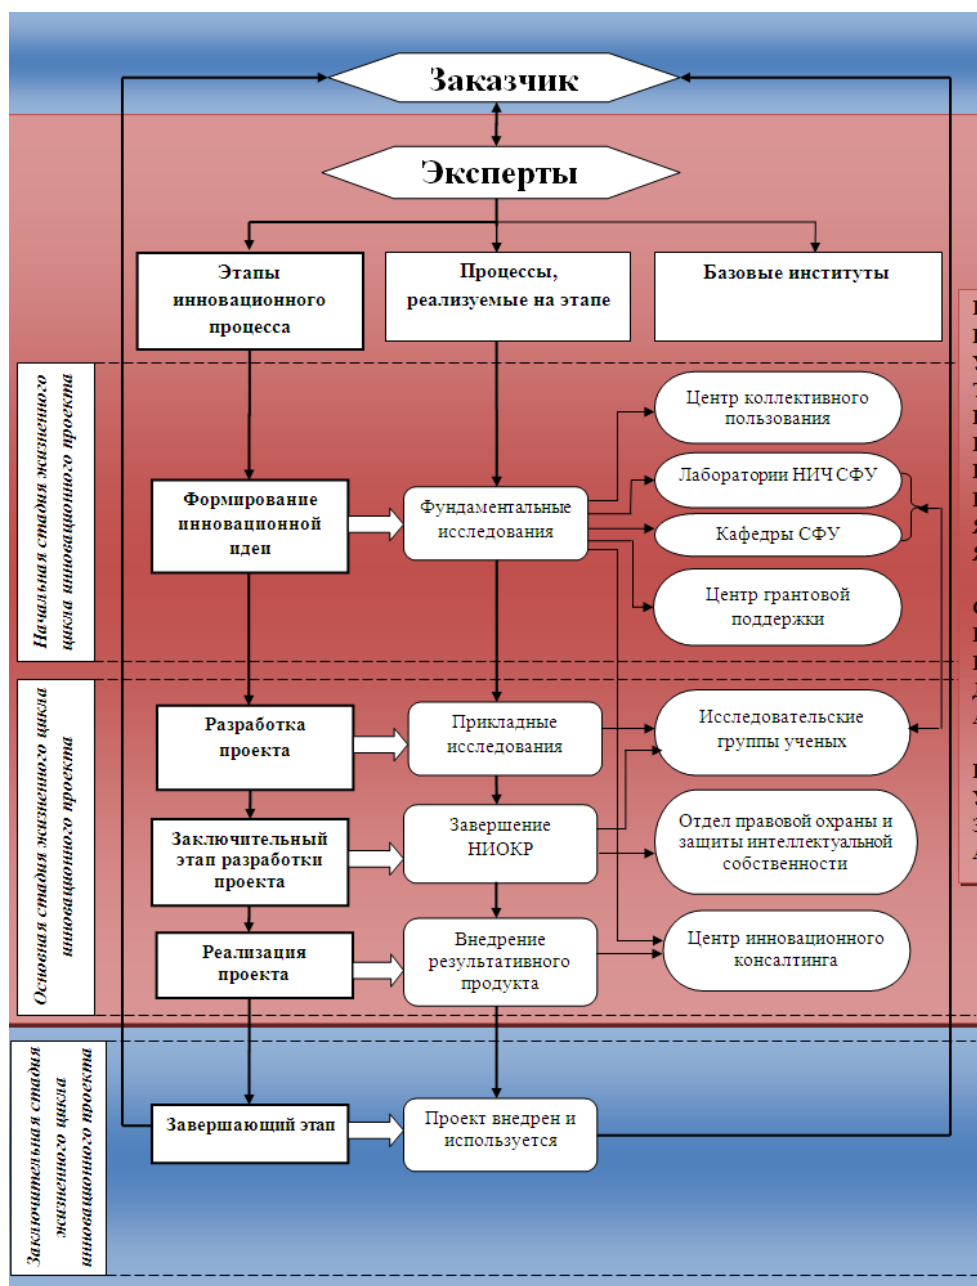 Заказчик
Эксперты
Этапы
инновационного
процесса
Процессы,
реализуемые на этапе
Базовые институты
Начальная стадия жизненного
цикла инновационного проекта
Формирование
инновационной
идеи
Фундаментальные
исследования
Центр коллективного
пользования
Лаборатории НИЧ СФУ
Кафедры СФУ
Центр грантовой
поддержки
Основная стадия жизненного цикла
инновационного проекта
Разработка
проекта
Прикладные
исследования
Исследовательские
группы ученых
Заключительный
этап разработки
проекта
Завершение
НИОКР
Отдел правовой охраны и
защиты интеллектуальной
собственности
Реализация
проекта
Внедрение
результативного
продукта
Центр инновационного
консалтинга
Заключительная стадия
жизненного цикла
инновационного проекта
Завершающий этап
Проект внедрен и
используется